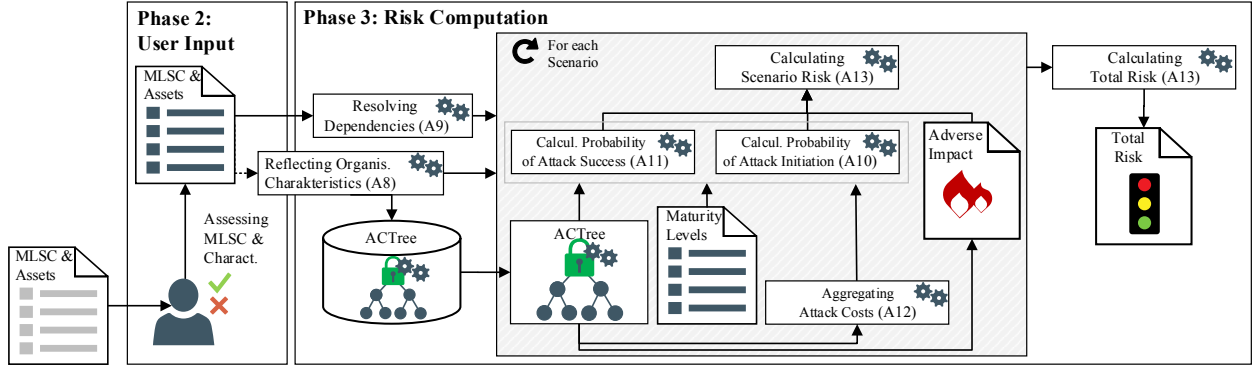 Phase 2:
User Input
Phase 3: Risk Computation
MLSC &
Assets
For each
Scenario
Calculating
Scenario Risk (A13)
Calculating
Total Risk (A13)
Resolving
Dependencies (A9)
Calcul. Probability
of Attack Success (A11)
Calcul. Probability
of Attack Initiation (A10)
Adverse
Impact
Total
Risk
Reflecting Organis.
Charakteristics (A8)
Assessing
MLSC &
Charact.
ACTree
ACTree
Maturity
Levels
MLSC &
Assets
Aggregating
Attack Costs (A12)